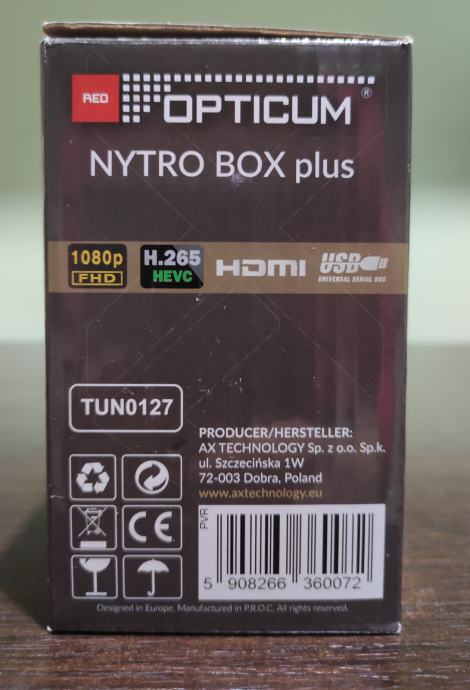 RED OPTICUM®
NYTRO BOX plus
1080p
FHD
H.265
HEVC
HDMI
USB
UNIVERSAL SERIAL BUS
TUN0127
PRODUCER/HERSTELLER:
AX TECHNOLOGY Sp. z o.o. Sp.k.
ul. Szczecińska 1W
72-003 Dobra, Poland
www.axtechnology.eu
CE
PVR
5 908266 360072
Designed in Europe. Manufactured in P.R.C. All rights reserved.